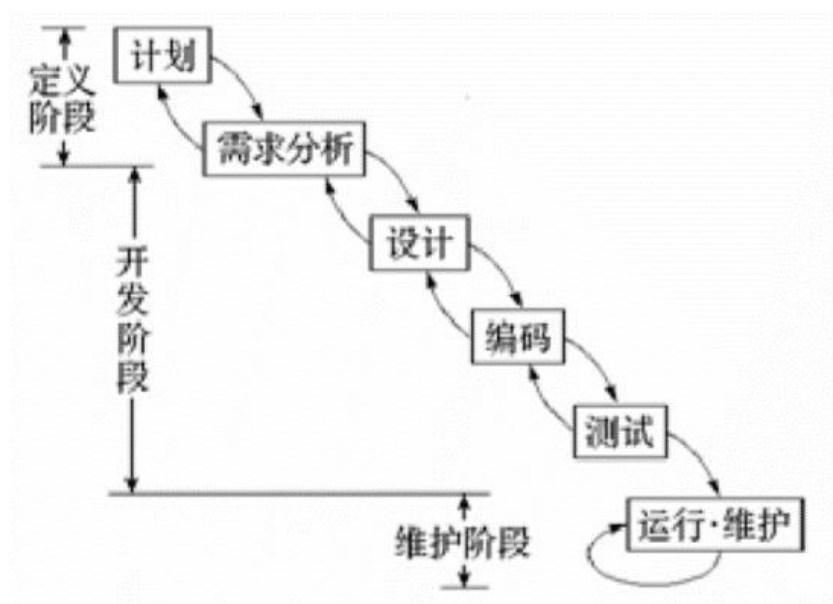 计划
定义
阶段
需求分析
设计
开
发
阶
段
编码
测试
运行·维护
维护阶段